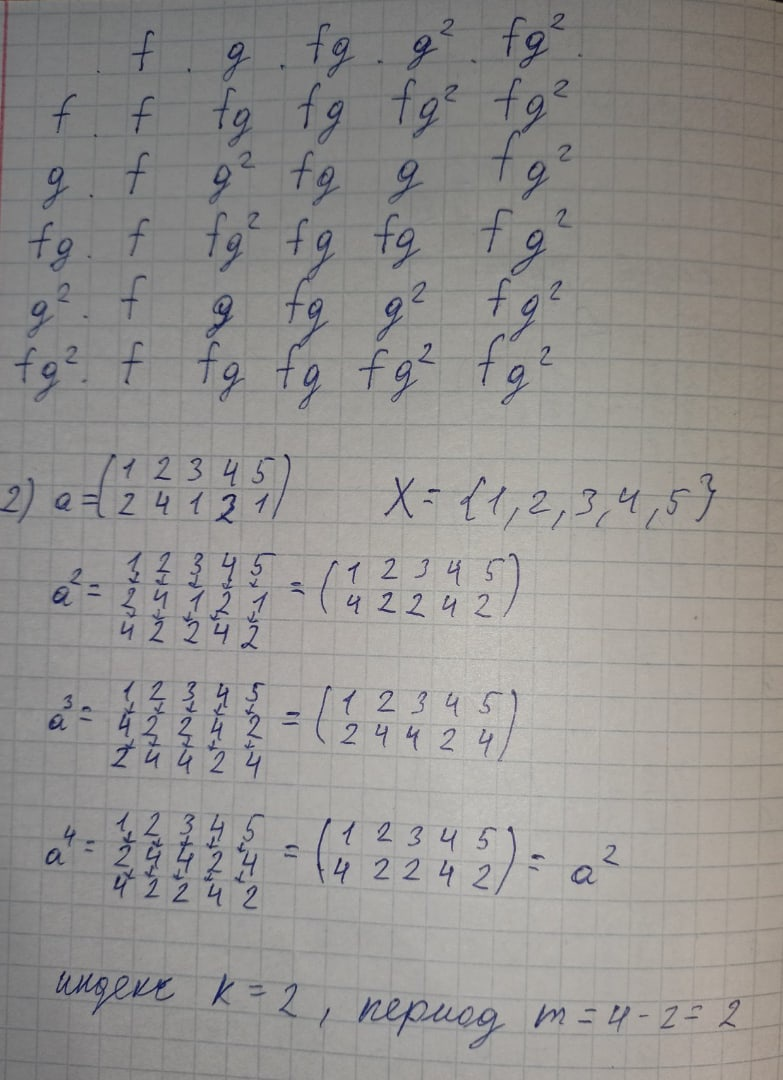 . f . g . fg . g² . fg² .
f . f fg fg fg² fg²
g . f g² fg g fg²
fg . f fg² fg fg fg²
g² . f g fg g² fg²
fg² . f fg fg fg² fg²
2) a = (1 2 3 4 5 X = {1, 2, 3, 4, 5}
2 4 1 2 1)
a² = 1 2 3 4 5 = (1 2 3 4 5
2 4 1 2 1 4 2 2 4 2)
4 2 2 4 2
a³ = 1 2 3 4 5 = (1 2 3 4 5
4 2 2 4 2 2 4 4 2 4)
2 4 4 2 4
a⁴ = 1 2 3 4 5 = (1 2 3 4 5
2 4 4 2 4 4 2 2 4 2) = a²
4 2 2 4 2
индекс k = 2 , период m = 4 - 2 = 2